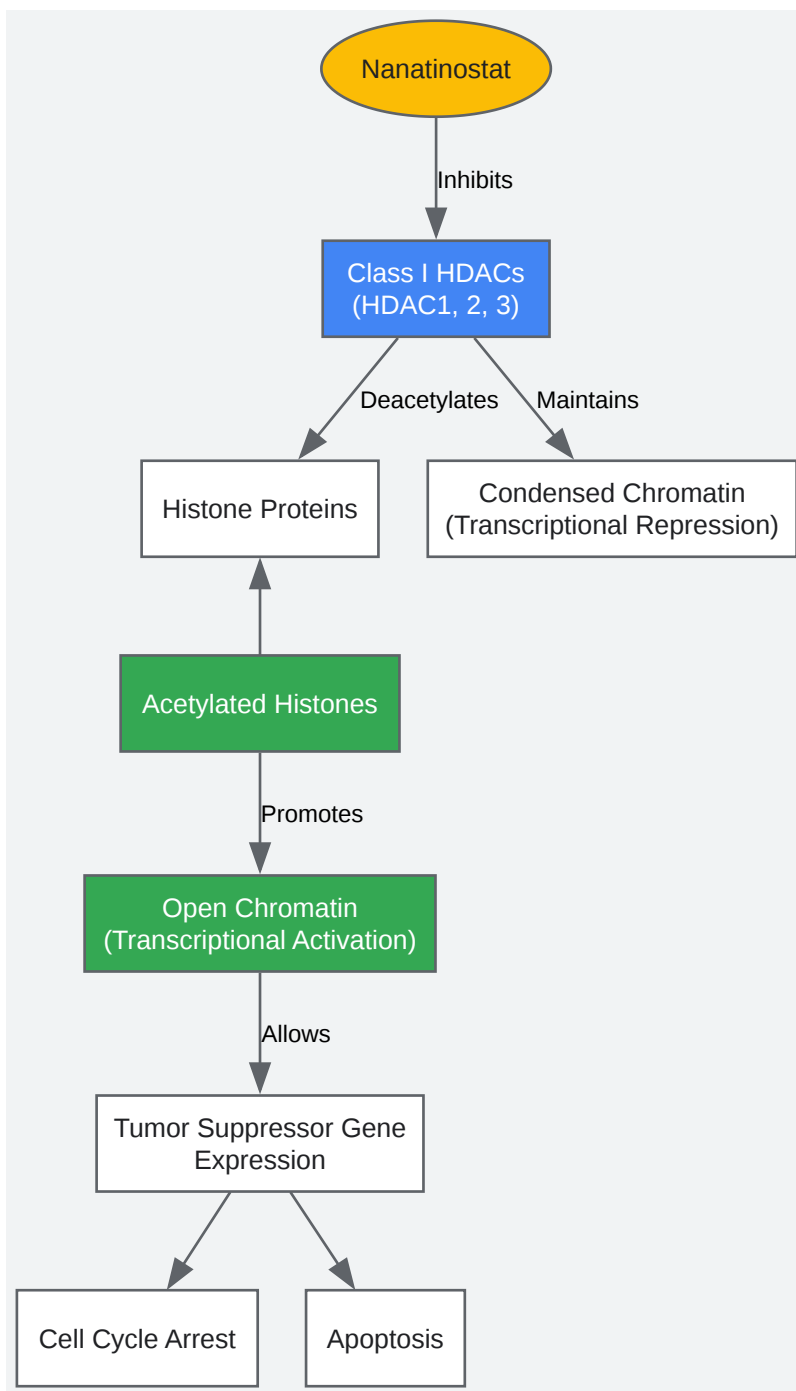 Nanatinostat
Inhibits
Class I HDACs
(HDAC1, 2, 3)
Deacetylates
Maintains
Histone Proteins
Condensed Chromatin
(Transcriptional Repression)
Acetylated Histones
Promotes
Open Chromatin
(Transcriptional Activation)
Allows
Tumor Suppressor Gene
Expression
Cell Cycle Arrest
Apoptosis